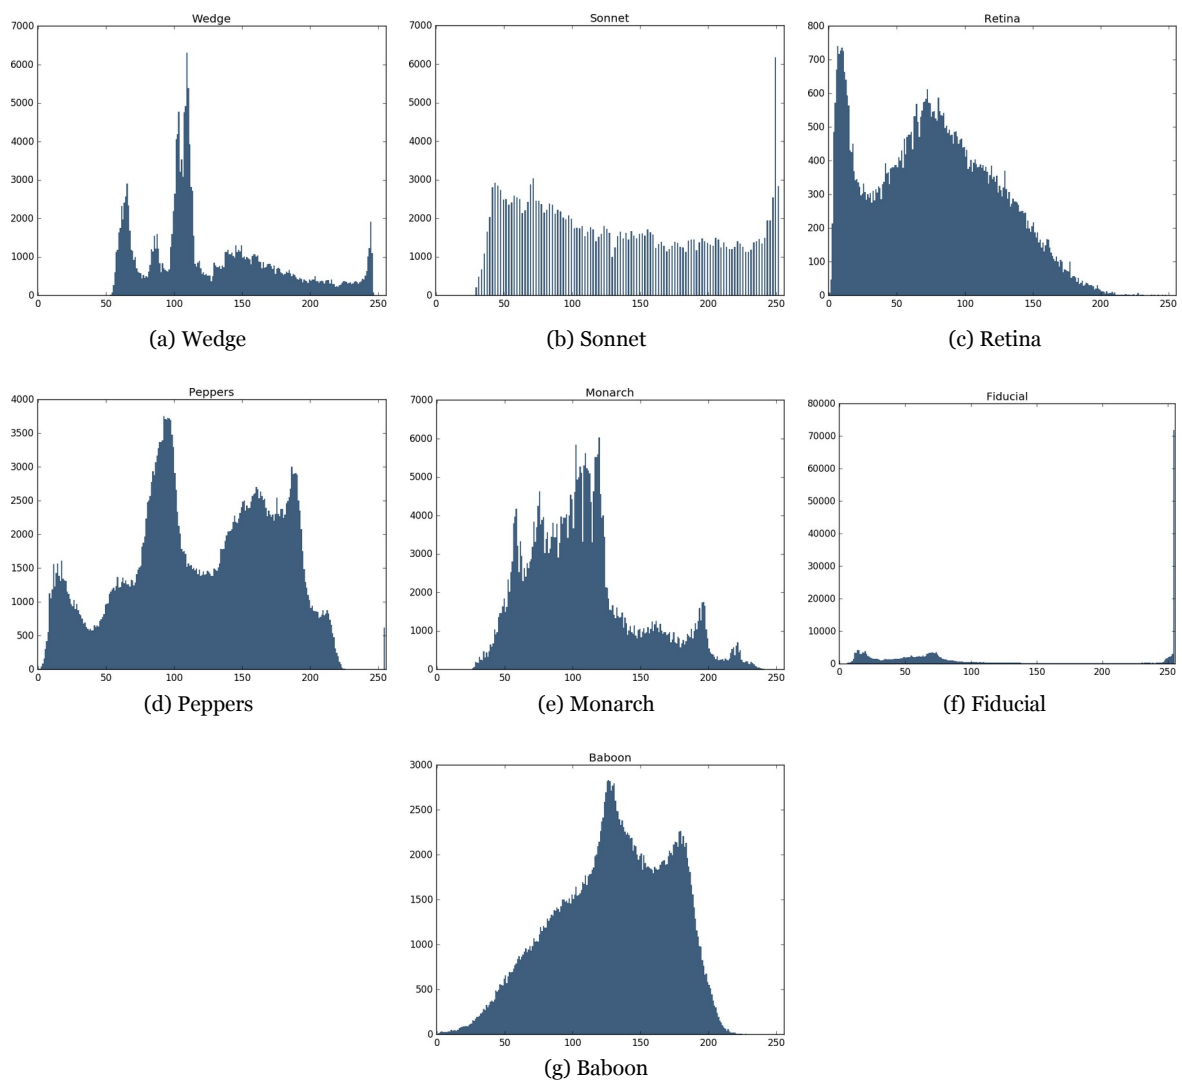 Wedge
7000
6000
5000
4000
3000
2000
1000
0
0 50 100 150 200 250
(a) Wedge
Sonnet
7000
6000
5000
4000
3000
2000
1000
0
0 50 100 150 200 250
(b) Sonnet
Retina
800
700
600
500
400
300
200
100
0
0 50 100 150 200 250
(c) Retina
Peppers
4000
3500
3000
2500
2000
1500
1000
500
0
0 50 100 150 200 250
(d) Peppers
Monarch
7000
6000
5000
4000
3000
2000
1000
0
0 50 100 150 200 250
(e) Monarch
Fiducial
80000
70000
60000
50000
40000
30000
20000
10000
0
0 50 100 150 200 250
(f) Fiducial
Baboon
3000
2500
2000
1500
1000
500
0
0 50 100 150 200 250
(g) Baboon